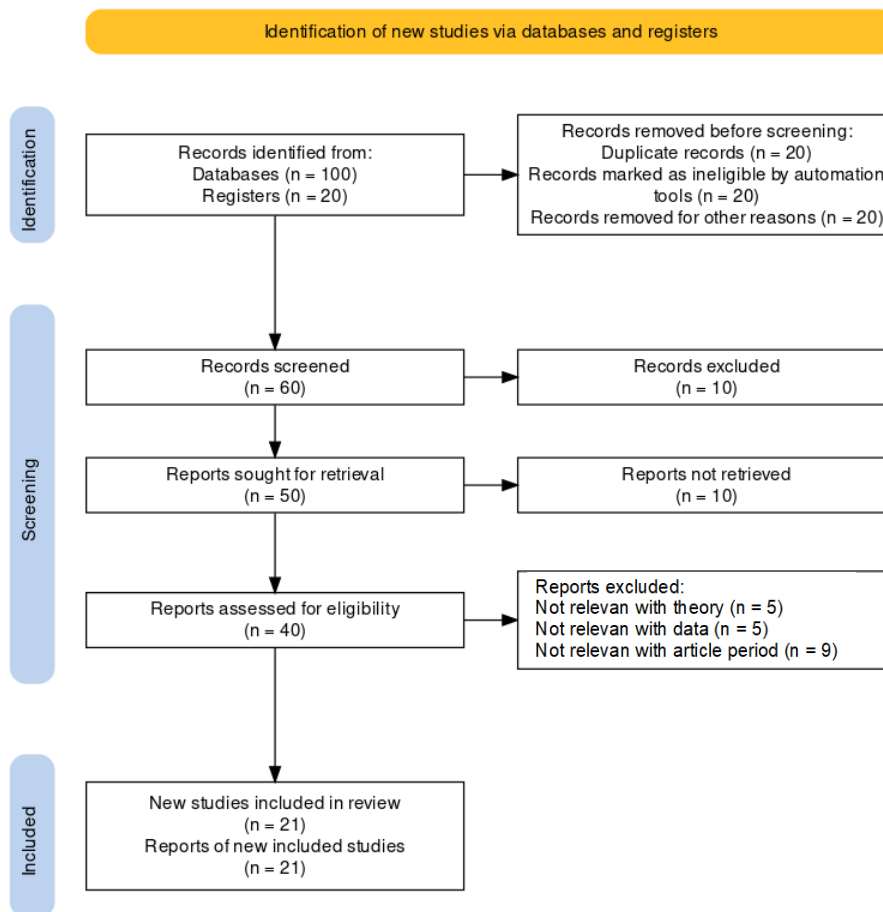 Identification of new studies via databases and registers
Identification
Records identified from:
Databases (n = 100)
Registers (n = 20)
Records removed before screening:
Duplicate records (n = 20)
Records marked as ineligible by automation
tools (n = 20)
Records removed for other reasons (n = 20)
Screening
Records screened
(n = 60)
Records excluded
(n = 10)
Reports sought for retrieval
(n = 50)
Reports not retrieved
(n = 10)
Reports assessed for eligibility
(n = 40)
Reports excluded:
Not relevan with theory (n = 5)
Not relevan with data (n = 5)
Not relevan with article period (n = 9)
Included
New studies included in review
(n = 21)
Reports of new included studies
(n = 21)